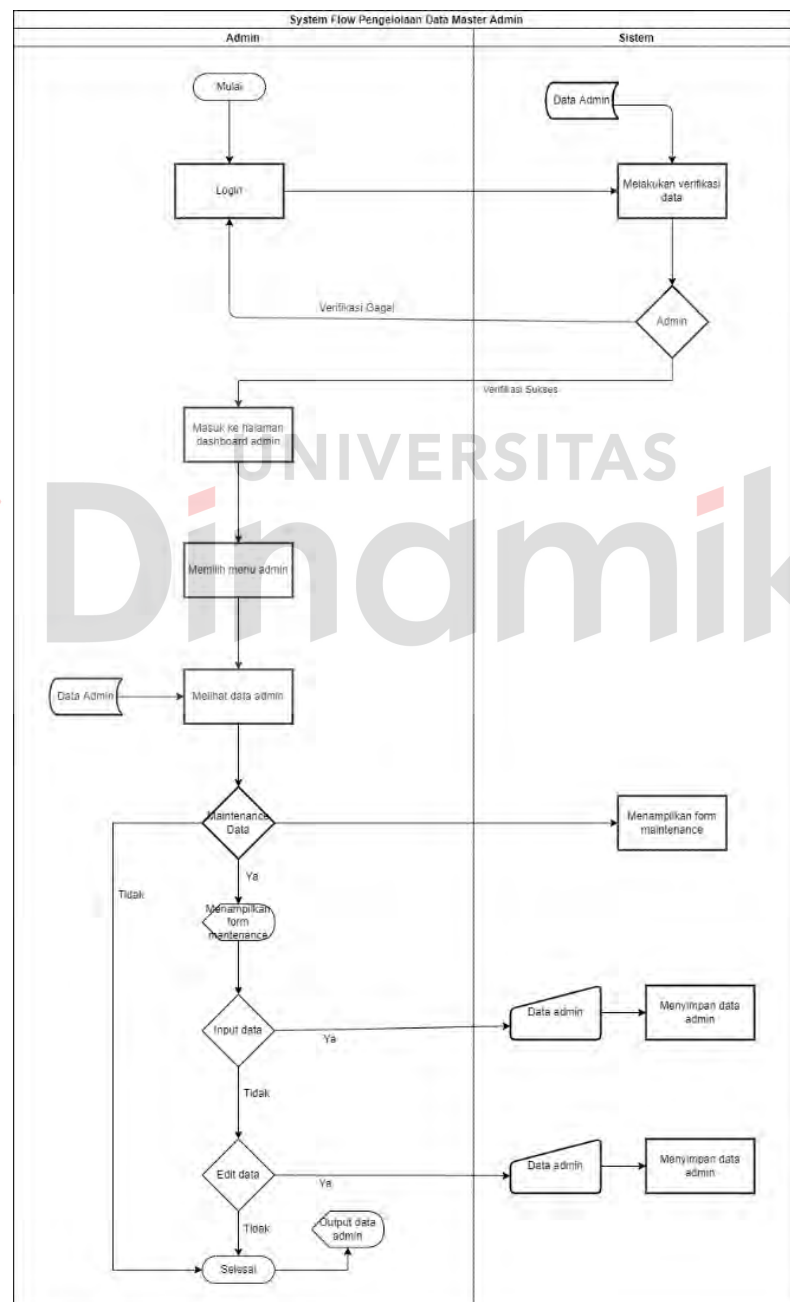 System Flow Pengelolaan Data Master Admin
Admin
Sistem
Mulai
Data Admin
Login
Melakukan verifikasi
data
Verifikasi Gagal
Admin
Verifikasi Sukses
Masuk ke halaman
dashboard admin
UNIVERSITAS
Dinamik
Memilih menu admin
Data Admin
Melihat data admin
Maintenance
Data
Menampilkan form
maintenance
Tidak
Ya
Menampilkan
form
mantenance
Input data
Ya
Data admin
Menyimpan data
admin
Tidak
Edit data
Ya
Data admin
Menyimpan data
admin
Tidak
Output data
admin
Selesai